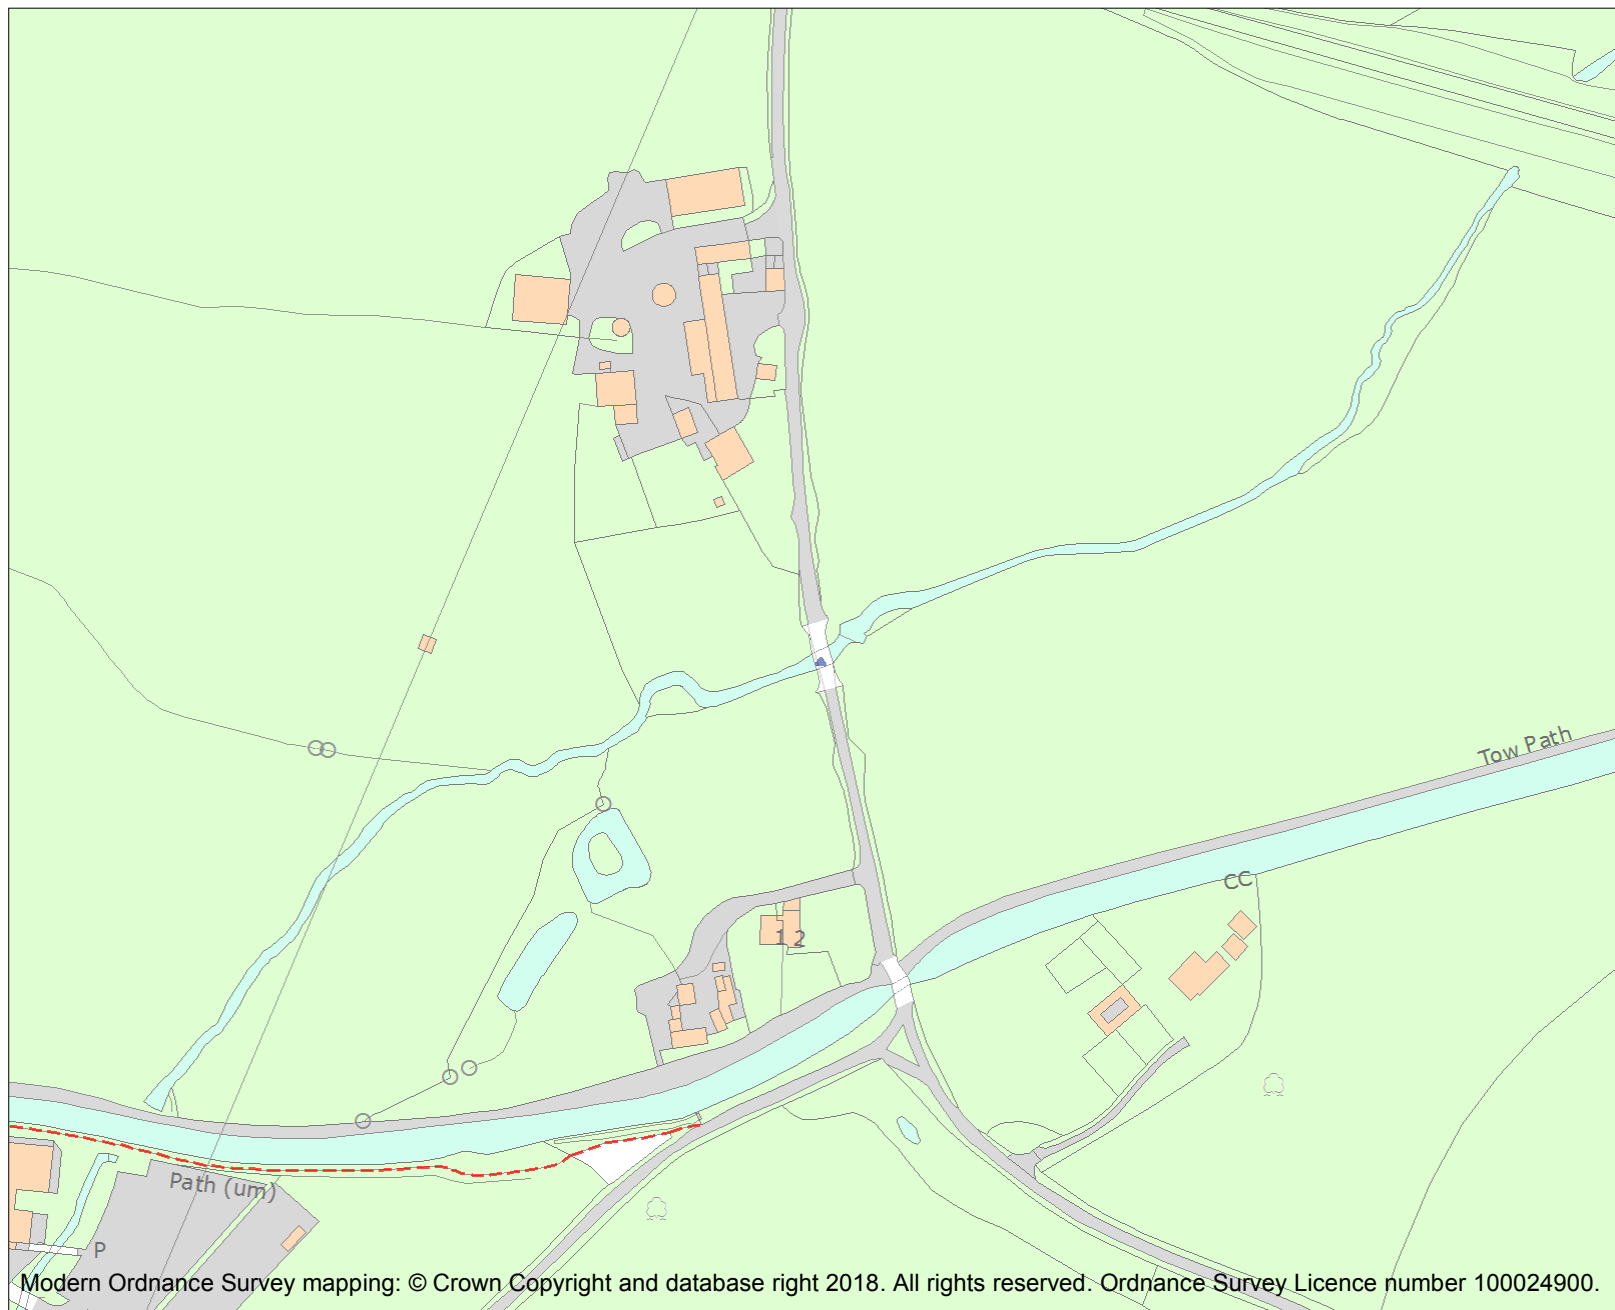 Tow Path
CC
1 2
Path (um)
P
Modern Ordnance Survey mapping: © Crown Copyright and database right 2018. All rights reserved. Ordnance Survey Licence number 100024900.